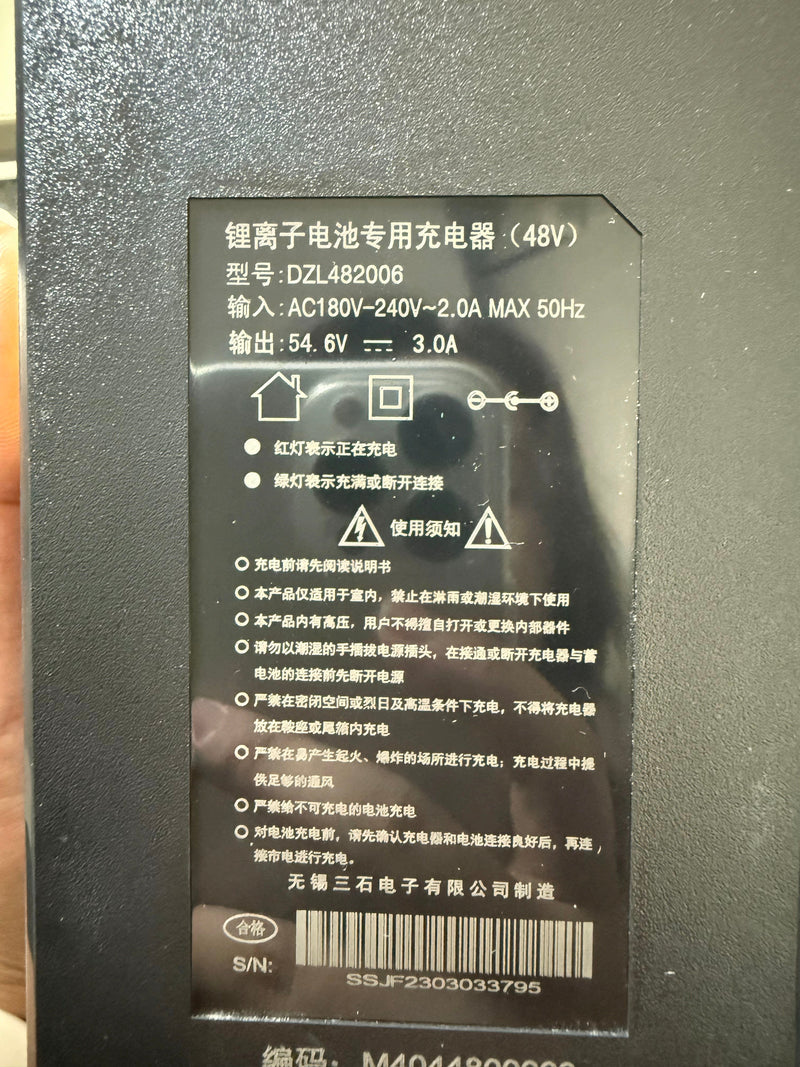 锂离子电池专用充电器（48V）
型号:DZL482006
输入:AC180V-240V~2.0A MAX 50Hz
输出:54.6V ⎓ 3.0A
红灯表示正在充电
绿灯表示充满或断开连接
使用须知
充电前请先阅读说明书
本产品仅适用于室内，禁止在淋雨或潮湿环境下使用
本产品内有高压，用户不得擅自打开或更换内部器件
请勿以潮湿的手插拔电源插头，在接通或断开充电器与蓄
电池的连接前先断开电源
严禁在密闭空间或烈日及高温条件下充电，不得将充电器
放在鞍座或尾箱内充电
严禁在易产生起火、爆炸的场所进行充电；充电过程中提
供足够的通风
严禁给不可充电的电池充电
对电池充电前，请先确认充电器和电池连接良好后，再连
接市电进行充电。
无锡三石电子有限公司制造
合格
S/N:
SSJF2303033795
编码: